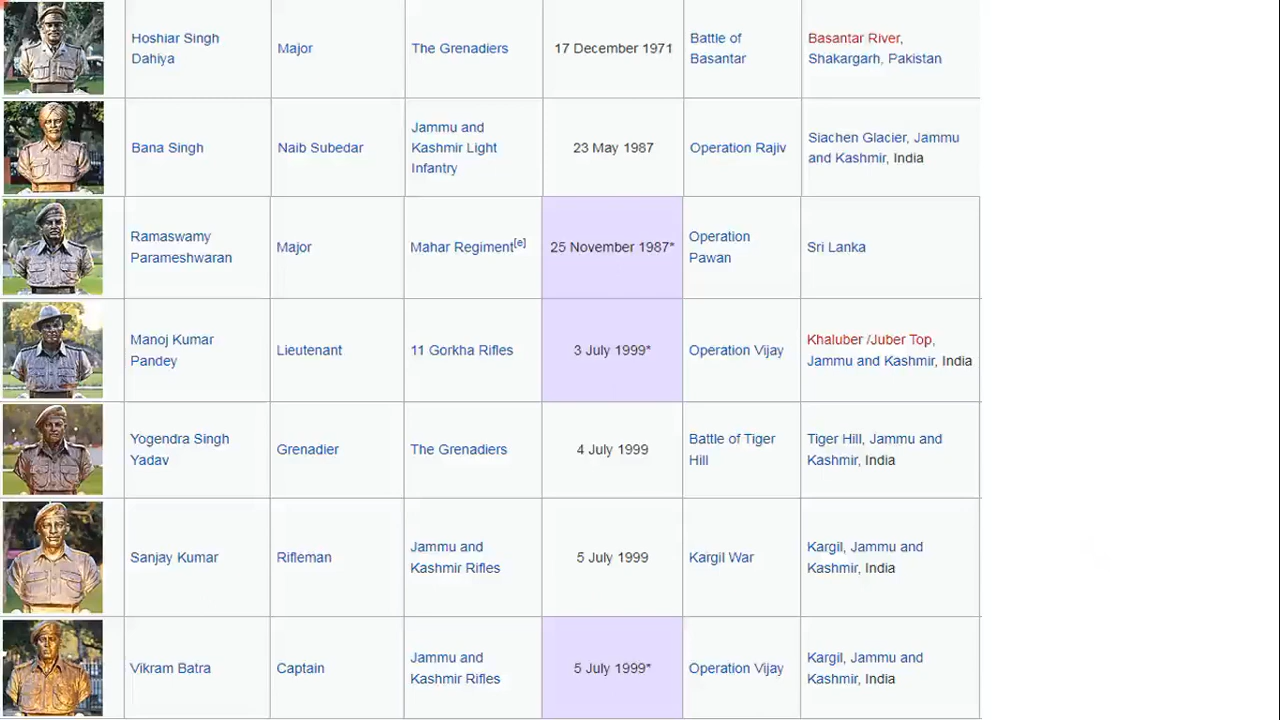 Hoshiar Singh Dahiya Major The Grenadiers 17 December 1971 Battle of Basantar Basantar River, Shakargarh, Pakistan
Bana Singh Naib Subedar Jammu and Kashmir Light Infantry 23 May 1987 Operation Rajiv Siachen Glacier, Jammu and Kashmir, India
Ramaswamy Parameshwaran Major Mahar Regiment[e] 25 November 1987* Operation Pawan Sri Lanka
Manoj Kumar Pandey Lieutenant 11 Gorkha Rifles 3 July 1999* Operation Vijay Khaluber /Juber Top, Jammu and Kashmir, India
Yogendra Singh Yadav Grenadier The Grenadiers 4 July 1999 Battle of Tiger Hill Tiger Hill, Jammu and Kashmir, India
Sanjay Kumar Rifleman Jammu and Kashmir Rifles 5 July 1999 Kargil War Kargil, Jammu and Kashmir, India
Vikram Batra Captain Jammu and Kashmir Rifles 5 July 1999* Operation Vijay Kargil, Jammu and Kashmir, India